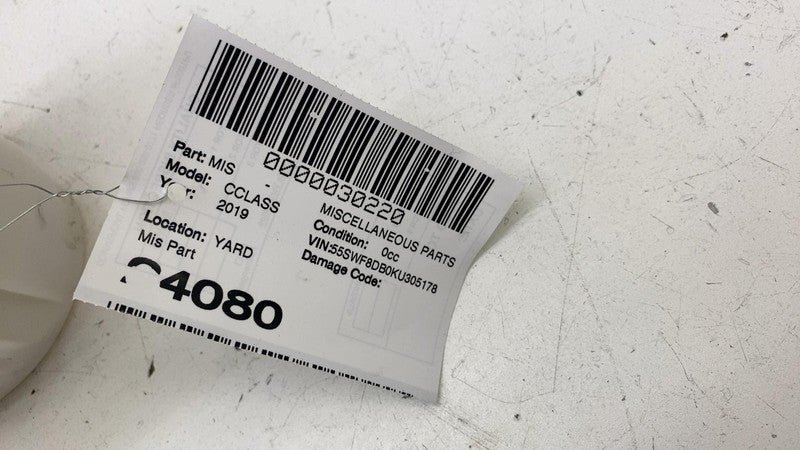 0000030220
Part: MIS - MISCELLANEOUS PARTS
Model: CCLASS Condition: 0cc
Year: 2019 VIN:55SWF8DB0KU305178
Damage Code:
Location: YARD
Mis Part
4080